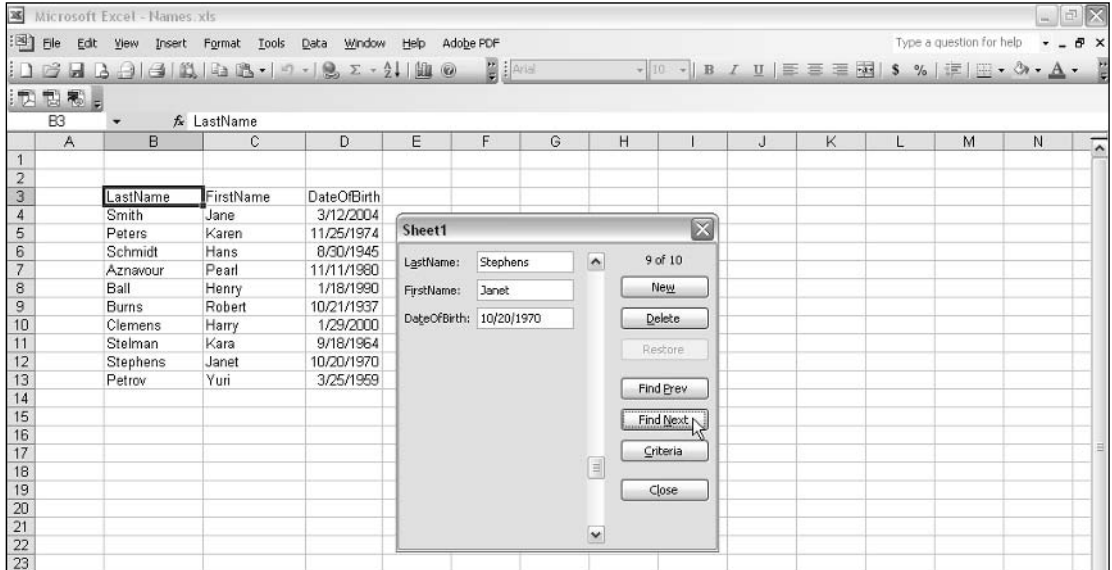 Microsoft Excel - Names.xls
File Edit View Insert Format Tools Data Window Help Adobe PDF Type a question for help
Arial 10 B I U $ %
B3 fx LastName
A B C D E F G H I J K L M N
1
2
3 LastName FirstName DateOfBirth
4 Smith Jane 3/12/2004
5 Peters Karen 11/25/1974
6 Schmidt Hans 8/30/1945
7 Aznavour Pearl 11/11/1980
8 Ball Henry 1/18/1990
9 Burns Robert 10/21/1937
10 Clemens Harry 1/29/2000
11 Stelman Kara 9/18/1964
12 Stephens Janet 10/20/1970
13 Petrov Yuri 3/25/1959
14
15
16
17
18
19
20
21
22
23
Sheet1
LastName: Stephens 9 of 10
FirstName: Janet New
DateOfBirth: 10/20/1970 Delete
Restore
Find Prev
Find Next
Criteria
Close